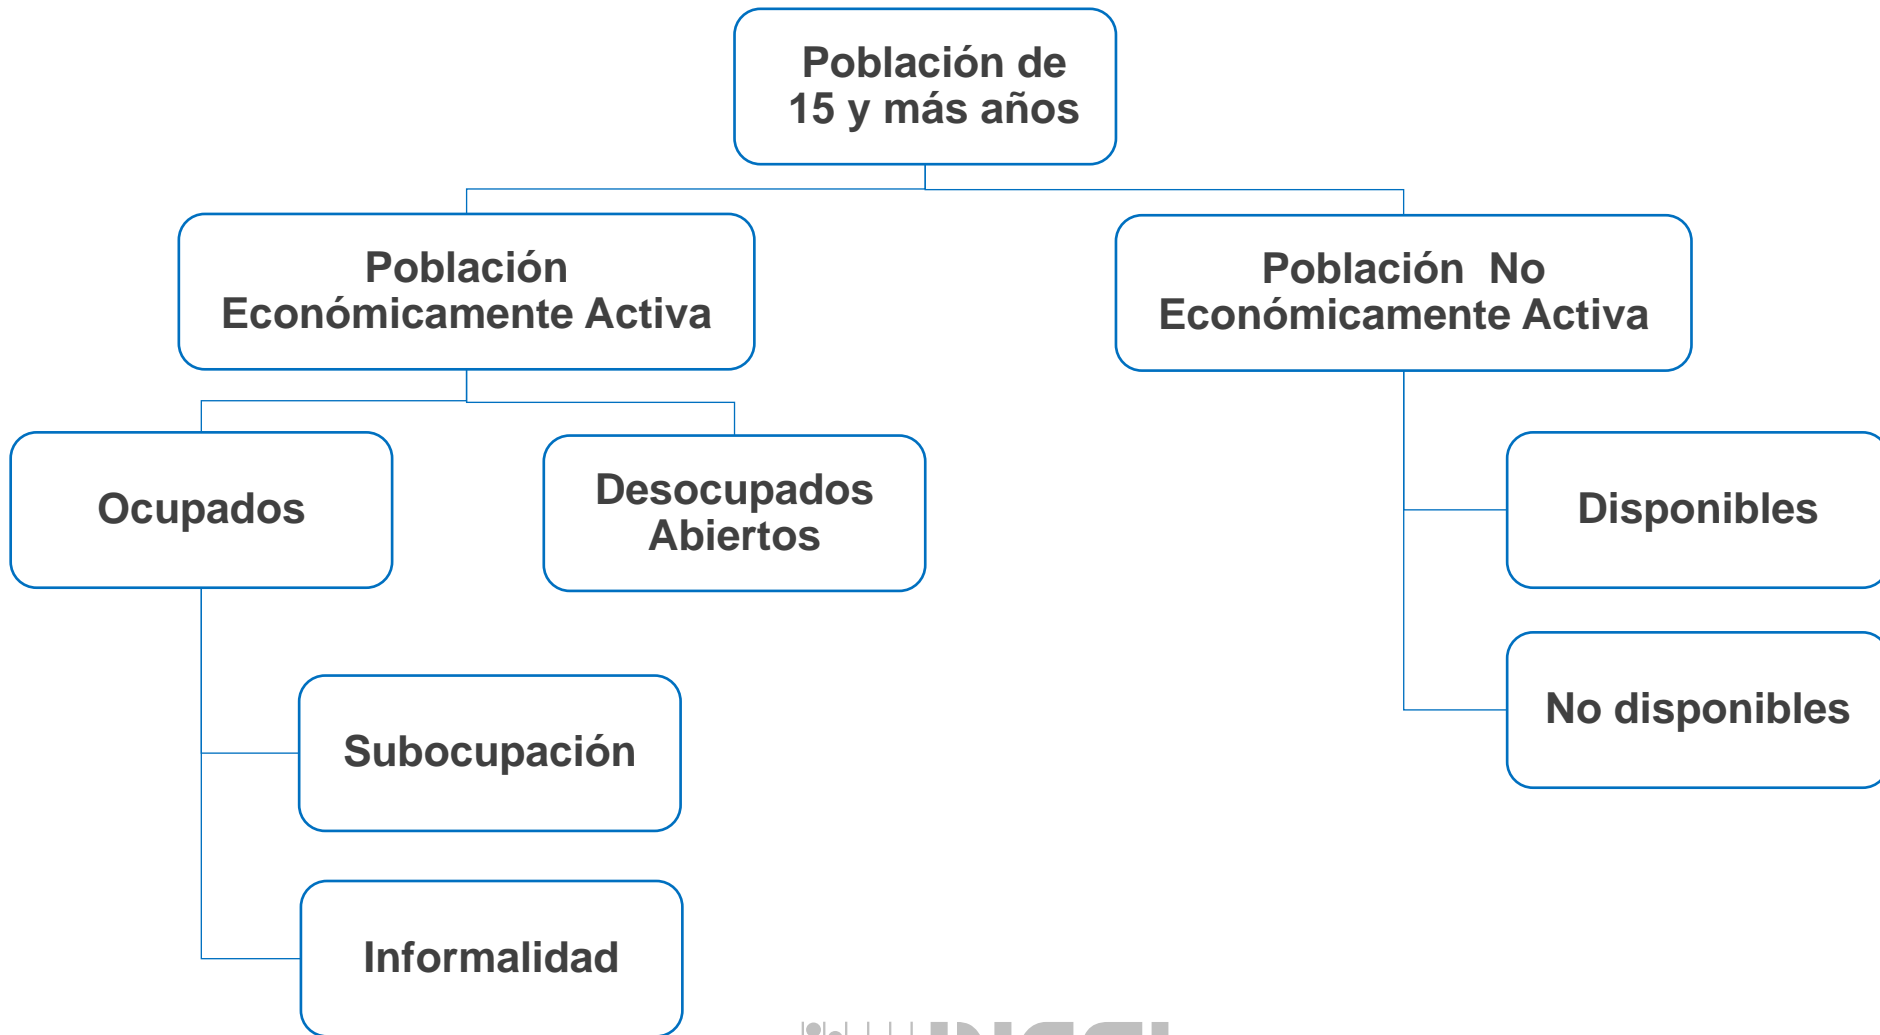 Población de
15 y más años
Población
Económicamente Activa
Población No
Económicamente Activa
Ocupados
Desocupados
Abiertos
Disponibles
No disponibles
Subocupación
Informalidad